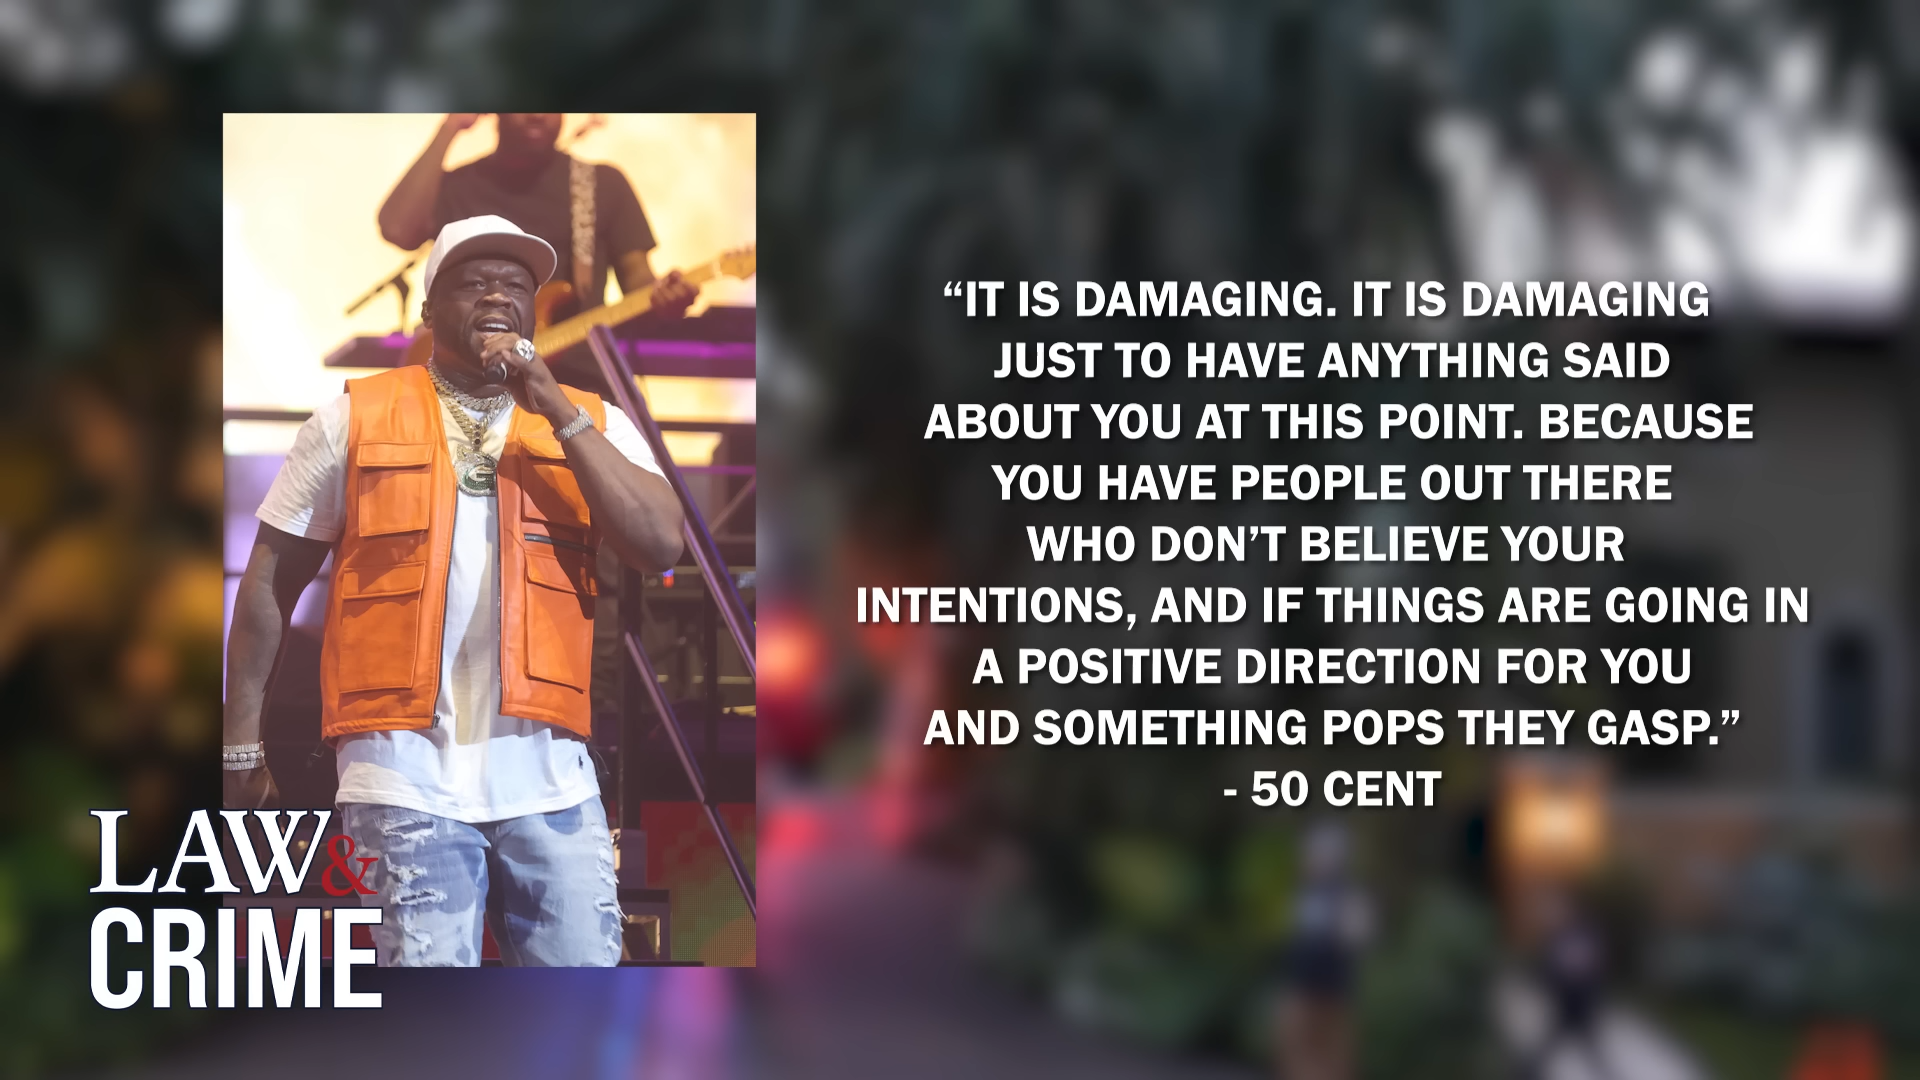 “IT IS DAMAGING. IT IS DAMAGING
JUST TO HAVE ANYTHING SAID
ABOUT YOU AT THIS POINT. BECAUSE
YOU HAVE PEOPLE OUT THERE
WHO DON’T BELIEVE YOUR
INTENTIONS, AND IF THINGS ARE GOING IN
A POSITIVE DIRECTION FOR YOU
AND SOMETHING POPS THEY GASP.”
- 50 CENT
LAW&
CRIME